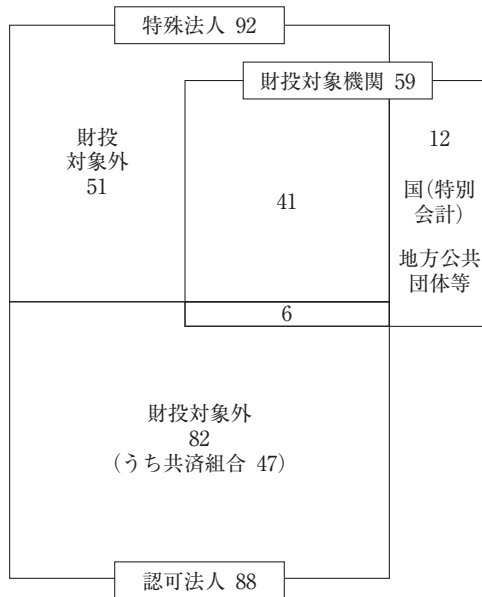 特殊法人 92
財投対象機関 59
財投
対象外
51
41
12
国(特別
会計)
地方公共
団体等
6
財投対象外
82
(うち共済組合 47)
認可法人 88